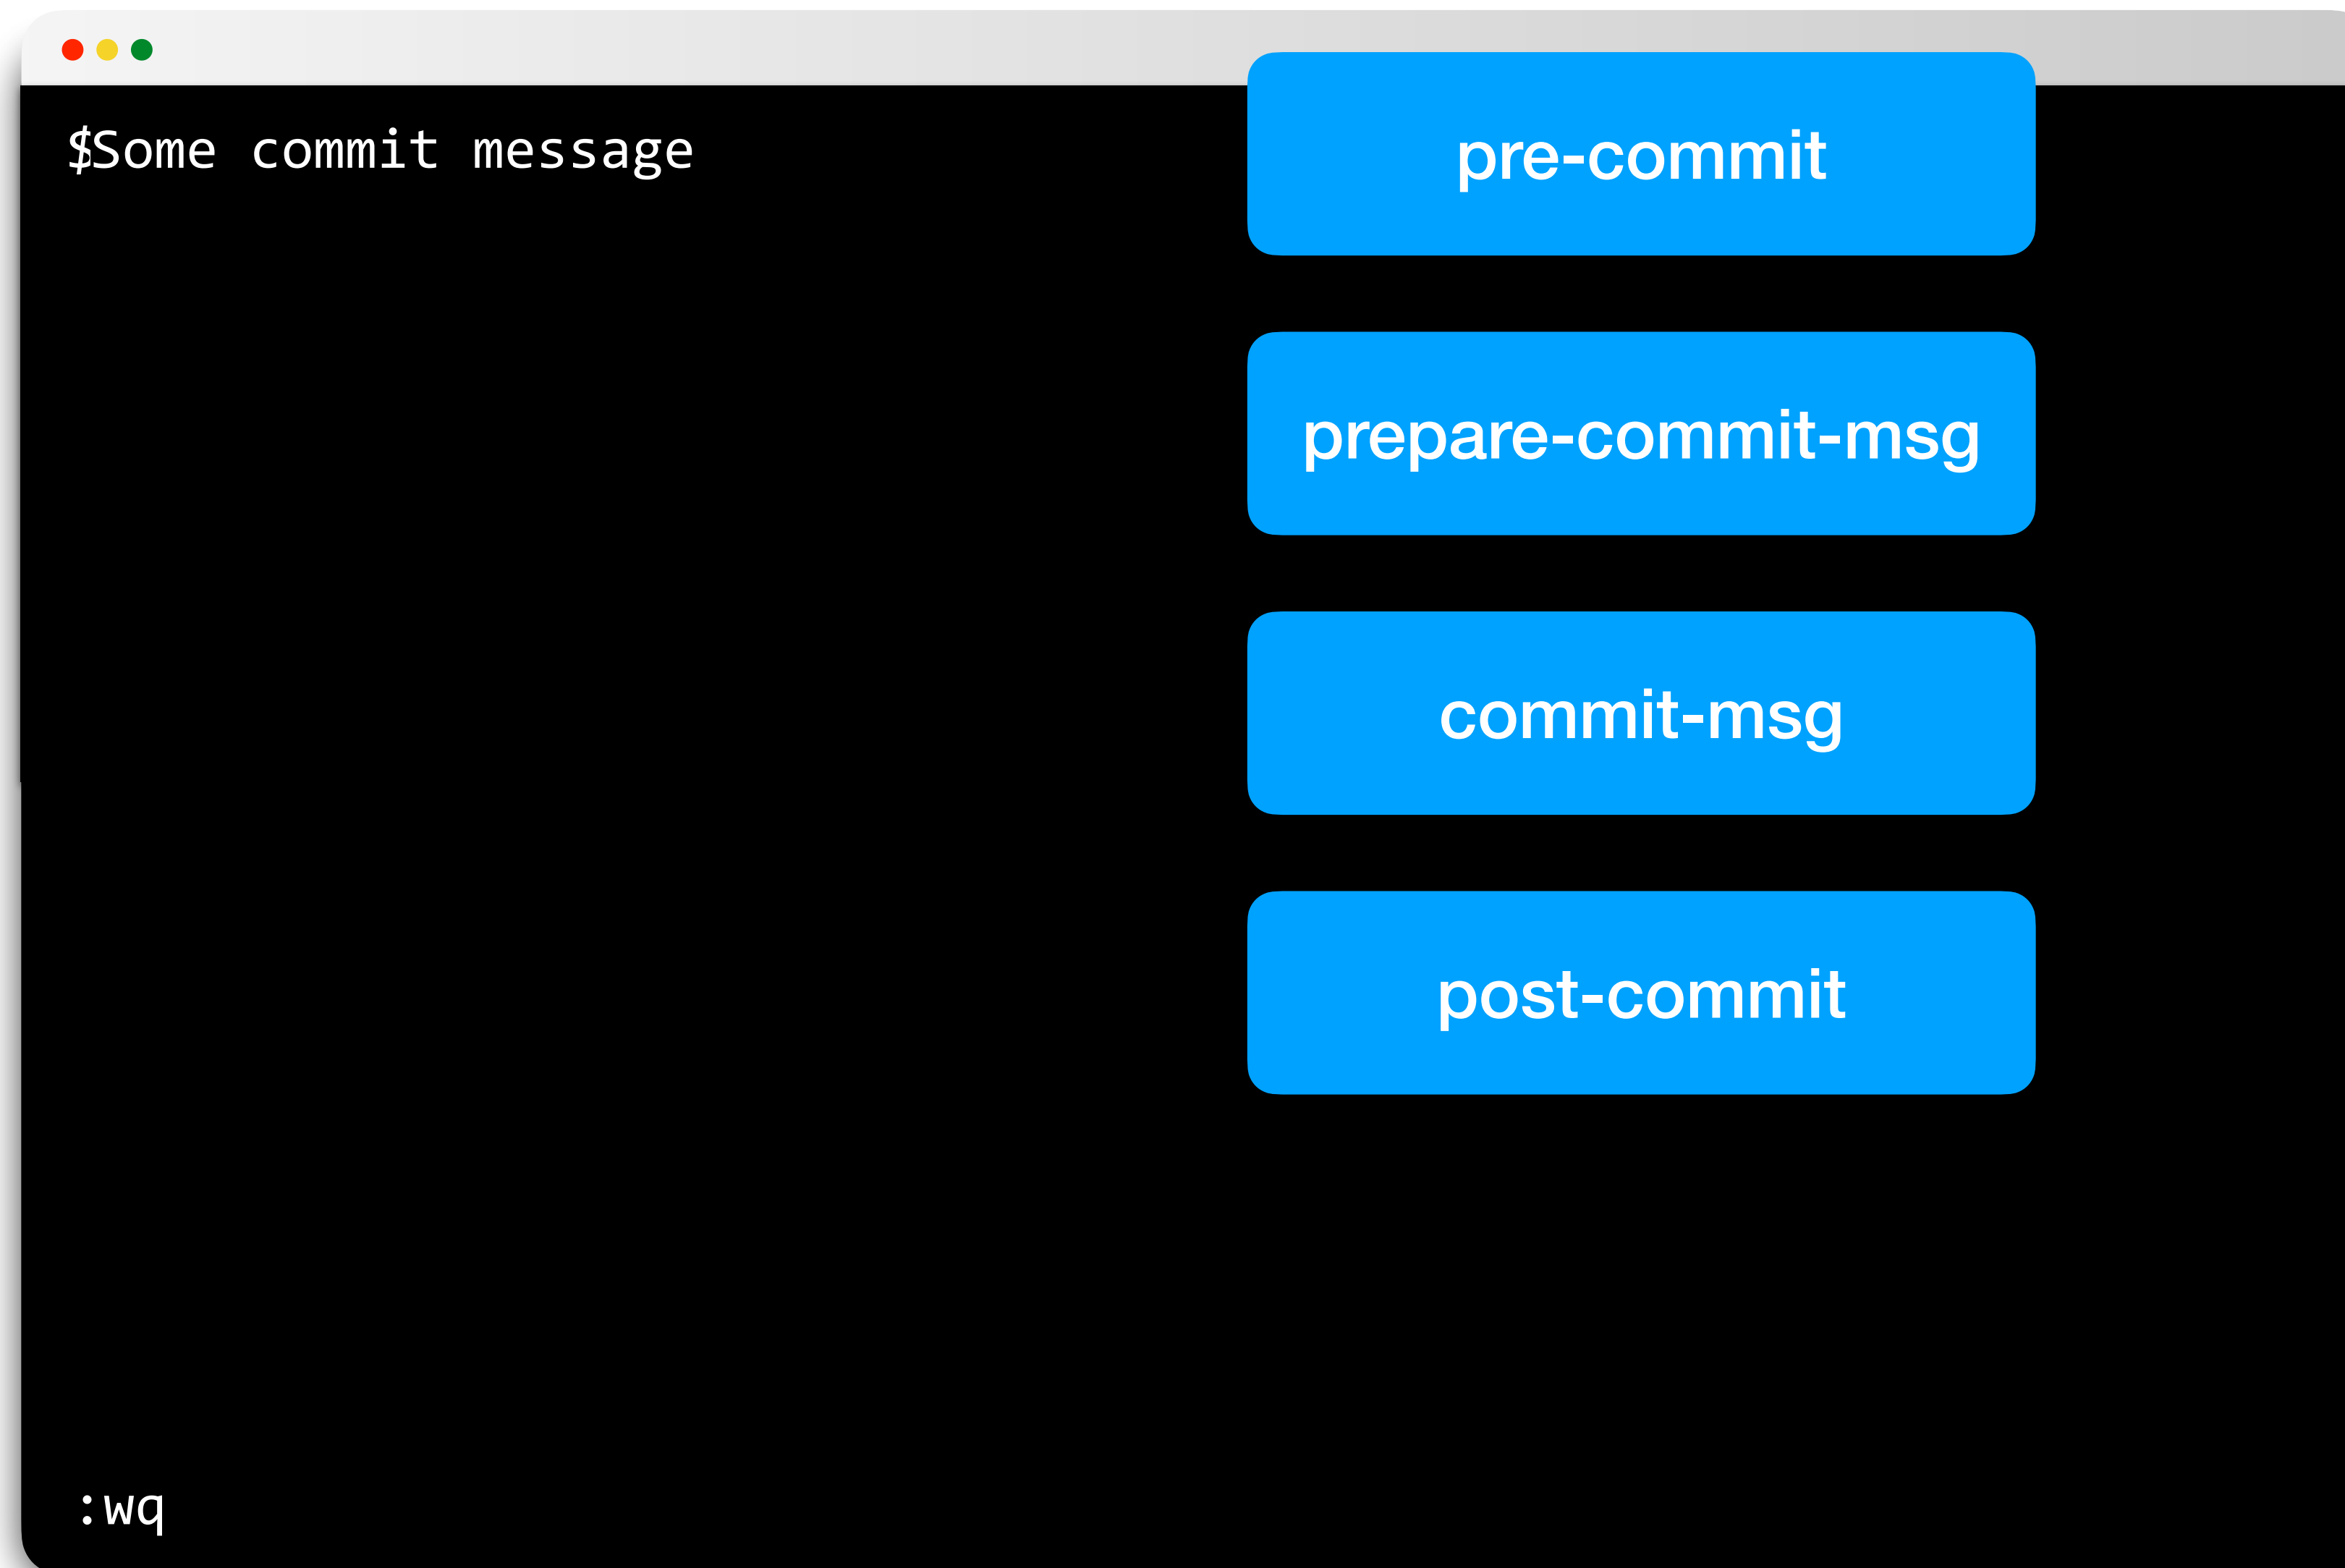 $Some commit message
pre-commit
prepare-commit-msg
commit-msg
post-commit
:wq